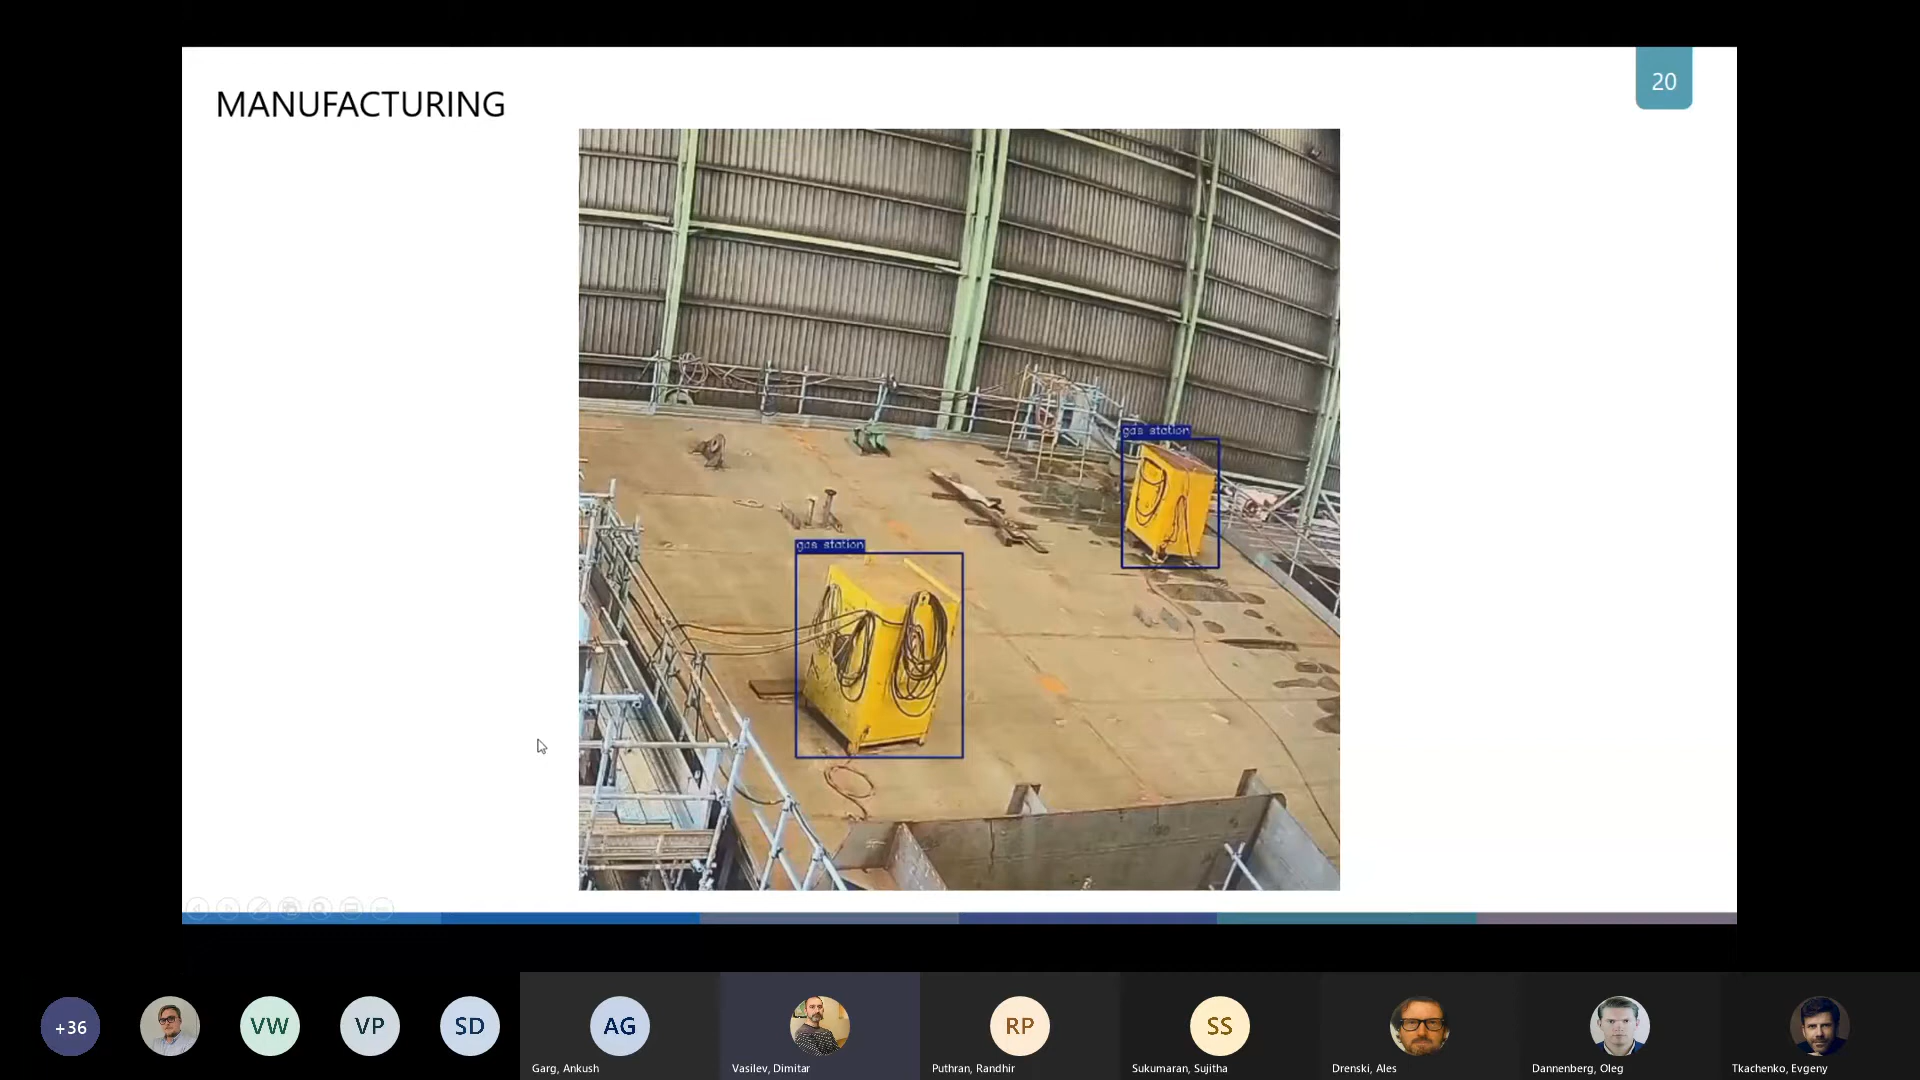 MANUFACTURING
20
gas station
gas station
+36
VW
VP
SD
AG
RP
SS
Garg, Ankush
Vasilev, Dimitar
Puthran, Randhir
Sukumaran, Sujitha
Drenski, Ales
Dannenberg, Oleg
Tkachenko, Evgeny